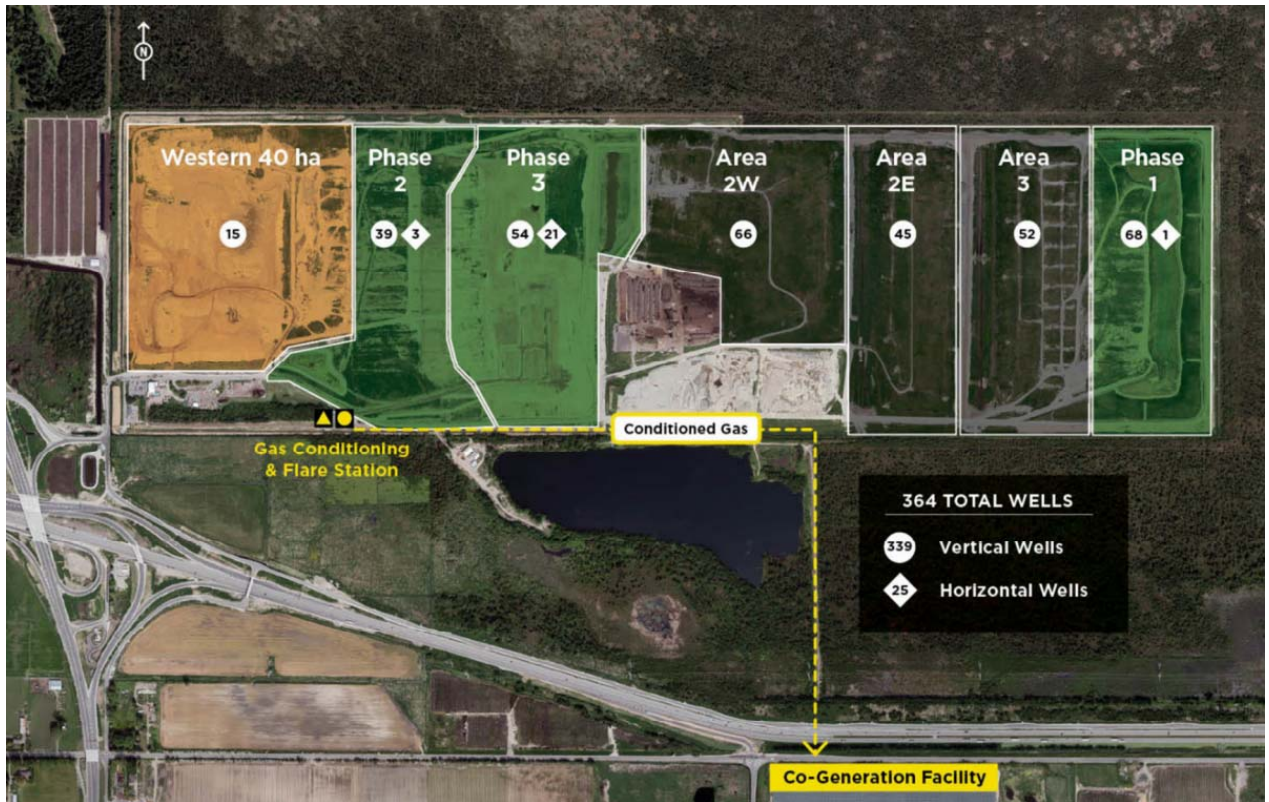 N
Western 40 ha
15
Phase
2
39 3
Phase
3
54 21
Area
2W
66
Area
2E
45
Area
3
52
Phase
1
68 1
Gas Conditioning
& Flare Station
Conditioned Gas
364 TOTAL WELLS
339 Vertical Wells
25 Horizontal Wells
Co-Generation Facility